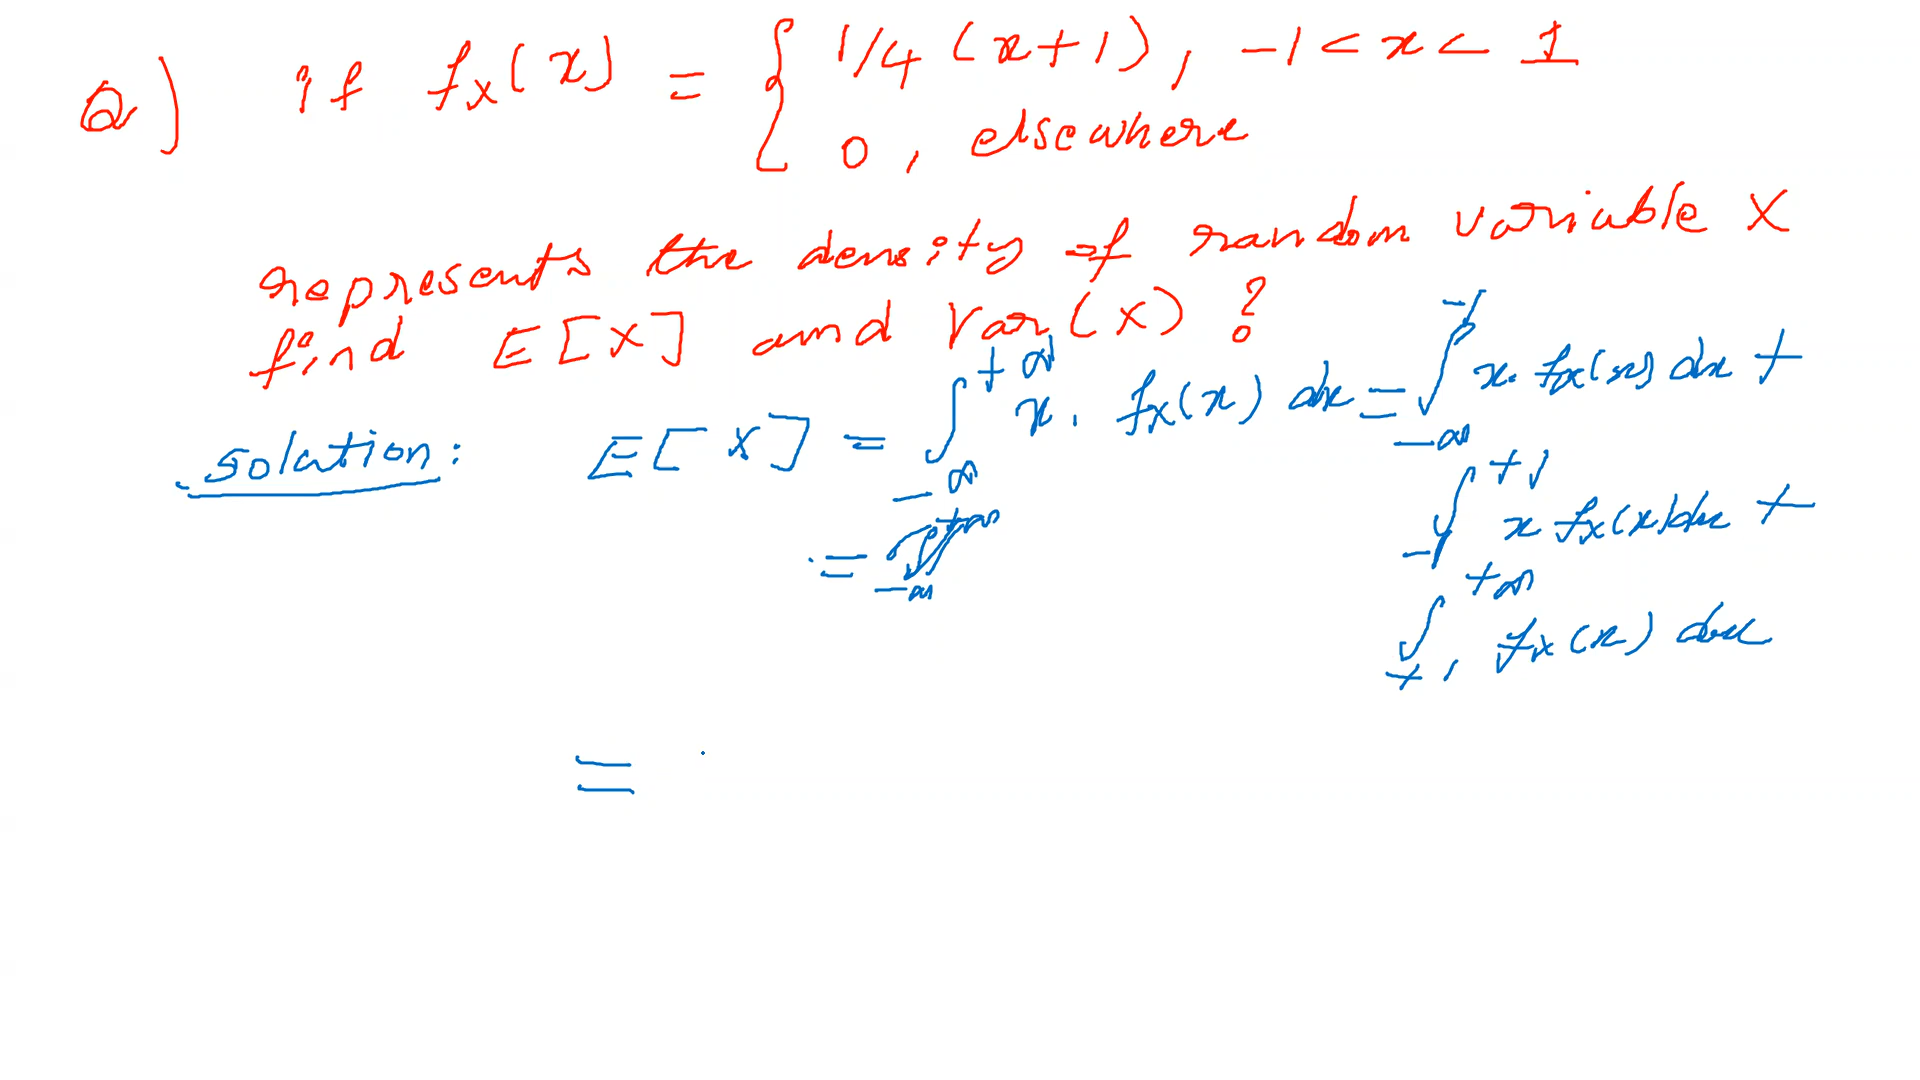 Q) if fx(x) = { 1/4 (x+1), -1 < x < 1
0, elsewhere
represents the density of random variable X
find E[X] and Var(X) ?
Solution: E[X] = ∫_{-∞}^{+∞} x. fx(x) dx = ∫_{-∞}^{-1} x. fx(x) dx +
∫_{-1}^{+1} x fx(x)dx +
∫_{+1}^{+∞} fx(x) dx
=